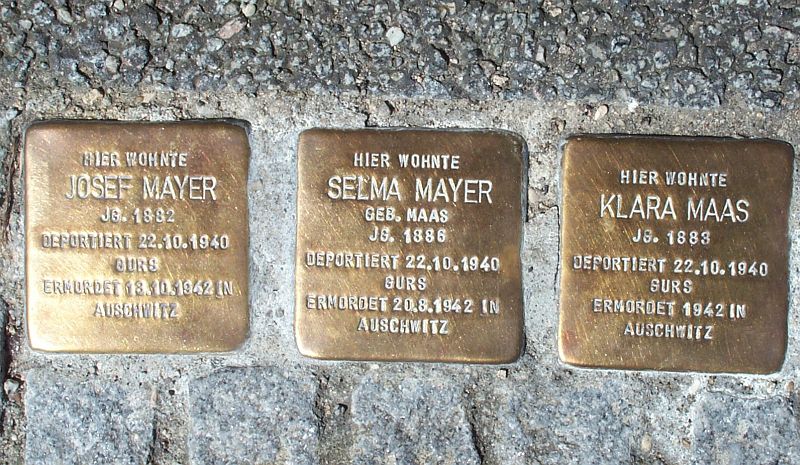 HIER WOHNTE
JOSEF MAYER
JG. 1882
DEPORTIERT 22.10.1940
GURS
ERMORDET 13.10.1942 IN
AUSCHWITZ
HIER WOHNTE
SELMA MAYER
GEB. MAAS
JG. 1886
DEPORTIERT 22.10.1940
GURS
ERMORDET 20.8.1942 IN
AUSCHWITZ
HIER WOHNTE
KLARA MAAS
JG. 1883
DEPORTIERT 22.10.1940
GURS
ERMORDET 1942 IN
AUSCHWITZ